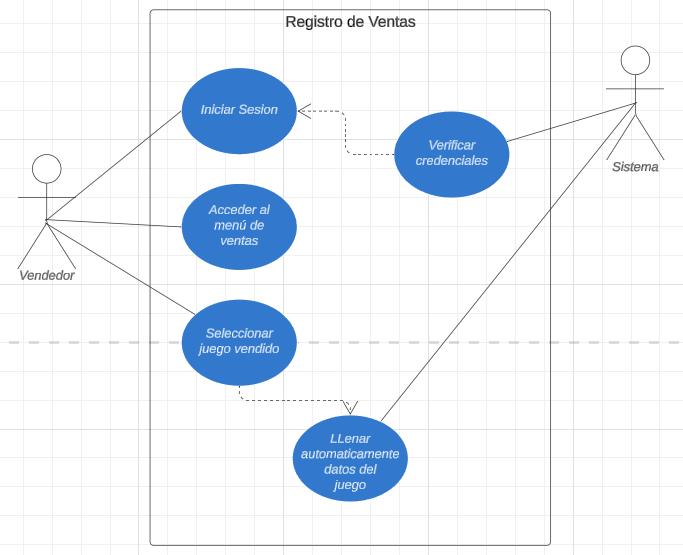 Registro de Ventas
Iniciar Sesion
Verificar
credenciales
Sistema
Acceder al
menú de
ventas
Vendedor
Seleccionar
juego vendido
LLenar
automaticamente
datos del
juego